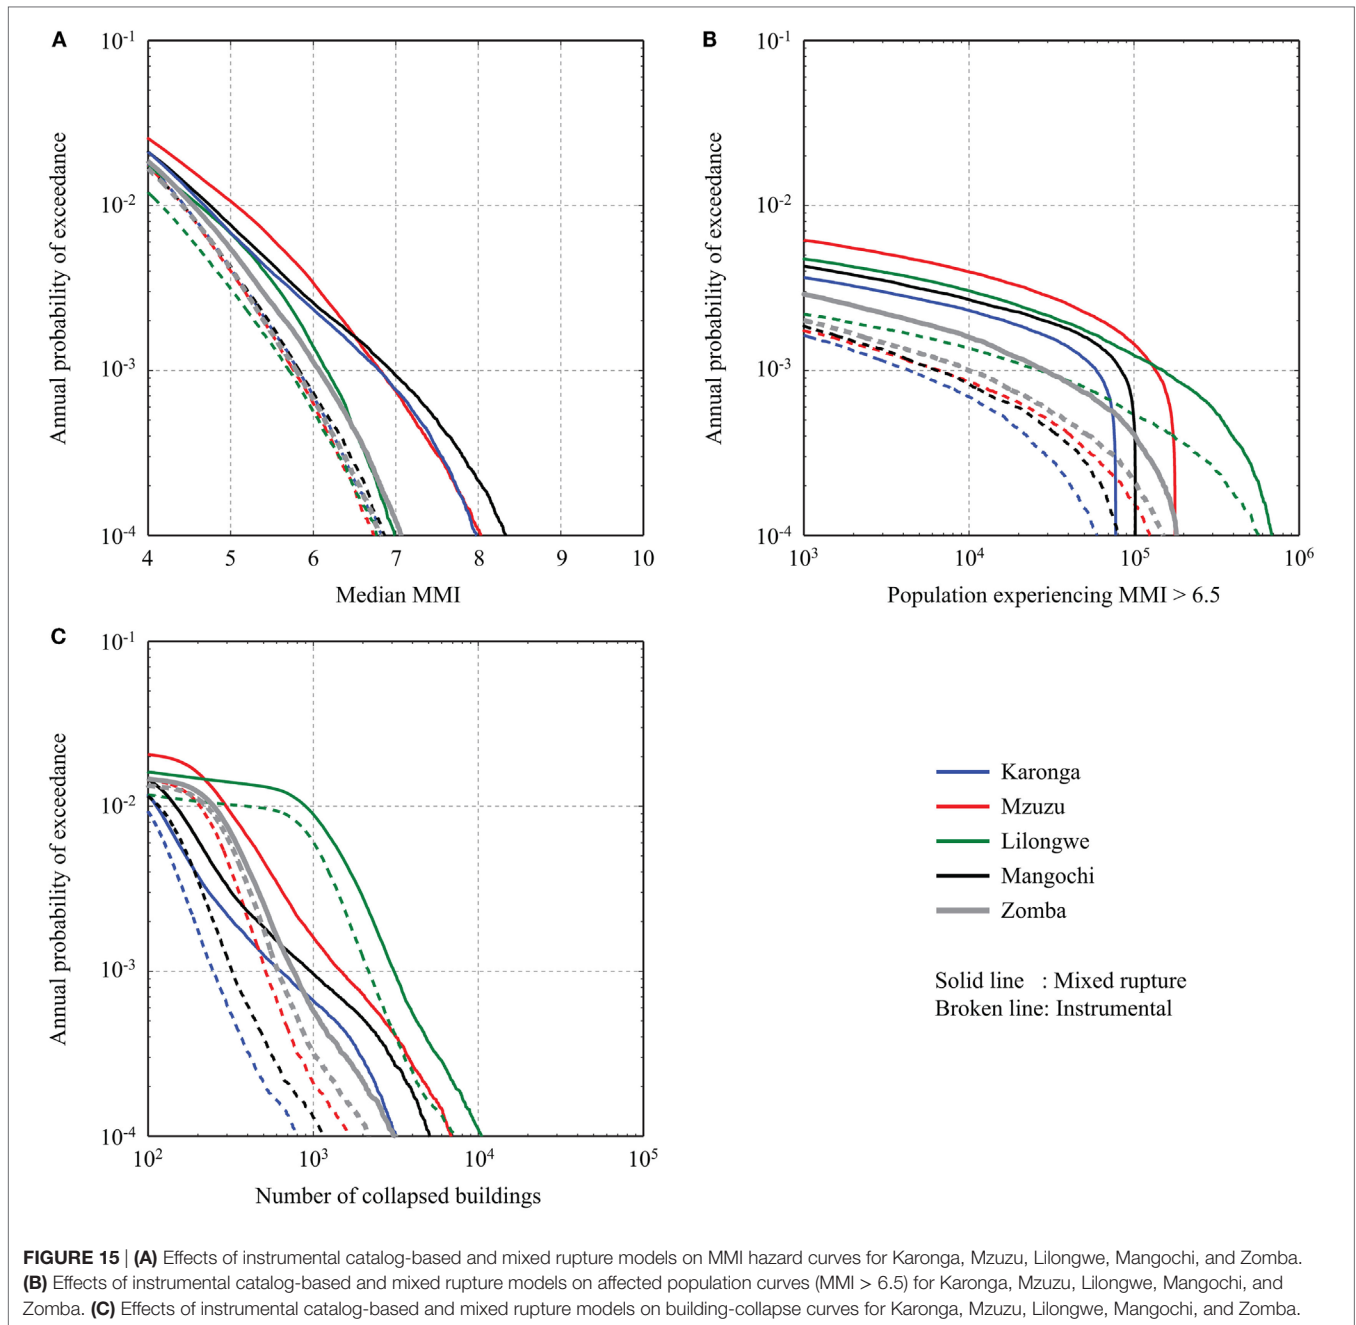 A
10-1
10-2
10-3
10-4
Annual probability of exceedance
4 5 6 7 8 9 10
Median MMI
B
10-1
10-2
10-3
10-4
Annual probability of exceedance
103 104 105 106
Population experiencing MMI > 6.5
C
10-1
10-2
10-3
10-4
Annual probability of exceedance
102 103 104 105
Number of collapsed buildings
Karonga
Mzuzu
Lilongwe
Mangochi
Zomba
Solid line : Mixed rupture
Broken line: Instrumental
FIGURE 15 | (A) Effects of instrumental catalog-based and mixed rupture models on MMI hazard curves for Karonga, Mzuzu, Lilongwe, Mangochi, and Zomba.
(B) Effects of instrumental catalog-based and mixed rupture models on affected population curves (MMI > 6.5) for Karonga, Mzuzu, Lilongwe, Mangochi, and
Zomba. (C) Effects of instrumental catalog-based and mixed rupture models on building-collapse curves for Karonga, Mzuzu, Lilongwe, Mangochi, and Zomba.